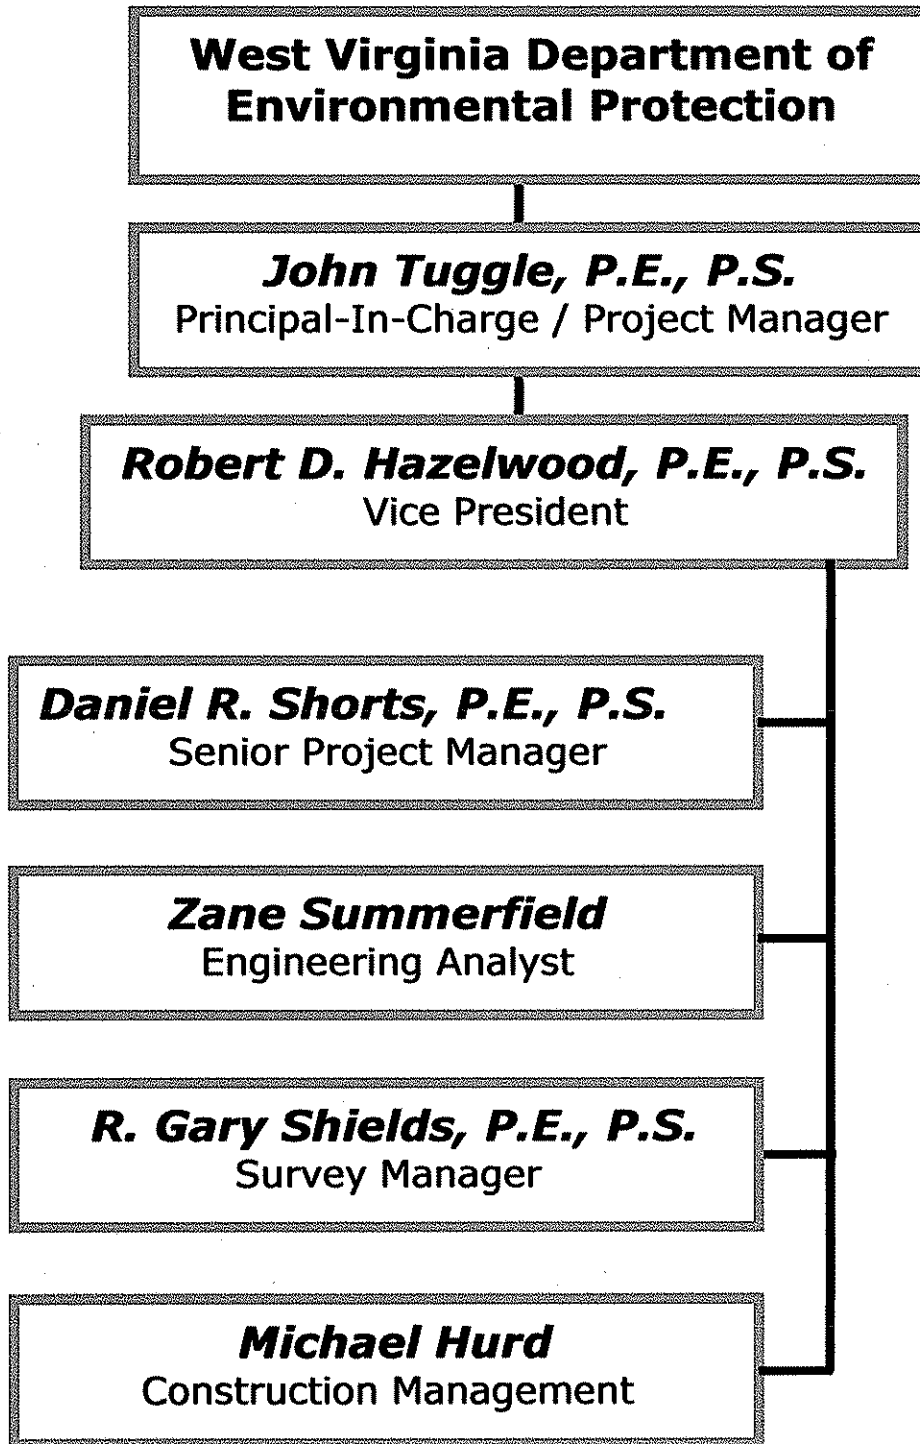 West Virginia Department of
Environmental Protection
John Tuggle, P.E., P.S.
Principal-In-Charge / Project Manager
Robert D. Hazelwood, P.E., P.S.
Vice President
Daniel R. Shorts, P.E., P.S.
Senior Project Manager
Zane Summerfield
Engineering Analyst
R. Gary Shields, P.E., P.S.
Survey Manager
Michael Hurd
Construction Management